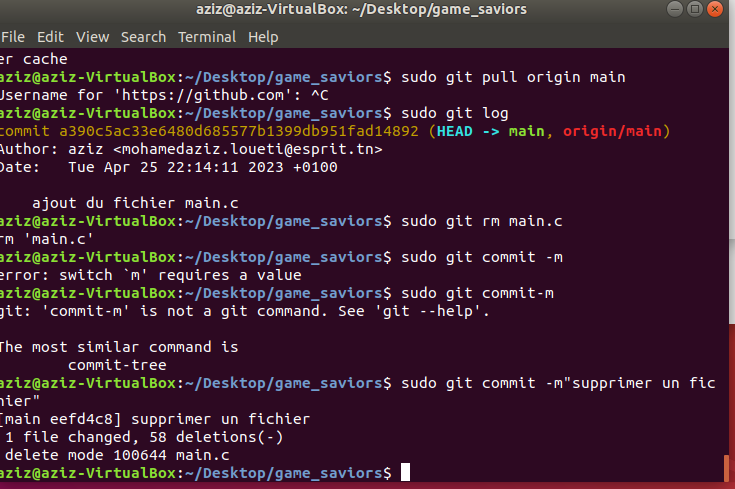 aziz@aziz-VirtualBox: ~/Desktop/game_saviors
File Edit View Search Terminal Help
er cache
aziz@aziz-VirtualBox:~/Desktop/game_saviors$ sudo git pull origin main
Username for 'https://github.com': ^C
aziz@aziz-VirtualBox:~/Desktop/game_saviors$ sudo git log
commit a390c5ac33e6480d685577b1399db951fad14892 (HEAD -> main, origin/main)
Author: aziz <mohamedaziz.loueti@esprit.tn>
Date:   Tue Apr 25 22:14:11 2023 +0100
    ajout du fichier main.c
aziz@aziz-VirtualBox:~/Desktop/game_saviors$ sudo git rm main.c
rm 'main.c'
aziz@aziz-VirtualBox:~/Desktop/game_saviors$ sudo git commit -m
error: switch `m' requires a value
aziz@aziz-VirtualBox:~/Desktop/game_saviors$ sudo git commit-m
git: 'commit-m' is not a git command. See 'git --help'.
The most similar command is
        commit-tree
aziz@aziz-VirtualBox:~/Desktop/game_saviors$ sudo git commit -m"supprimer un fic
hier"
[main eefd4c8] supprimer un fichier
 1 file changed, 58 deletions(-)
 delete mode 100644 main.c
aziz@aziz-VirtualBox:~/Desktop/game_saviors$